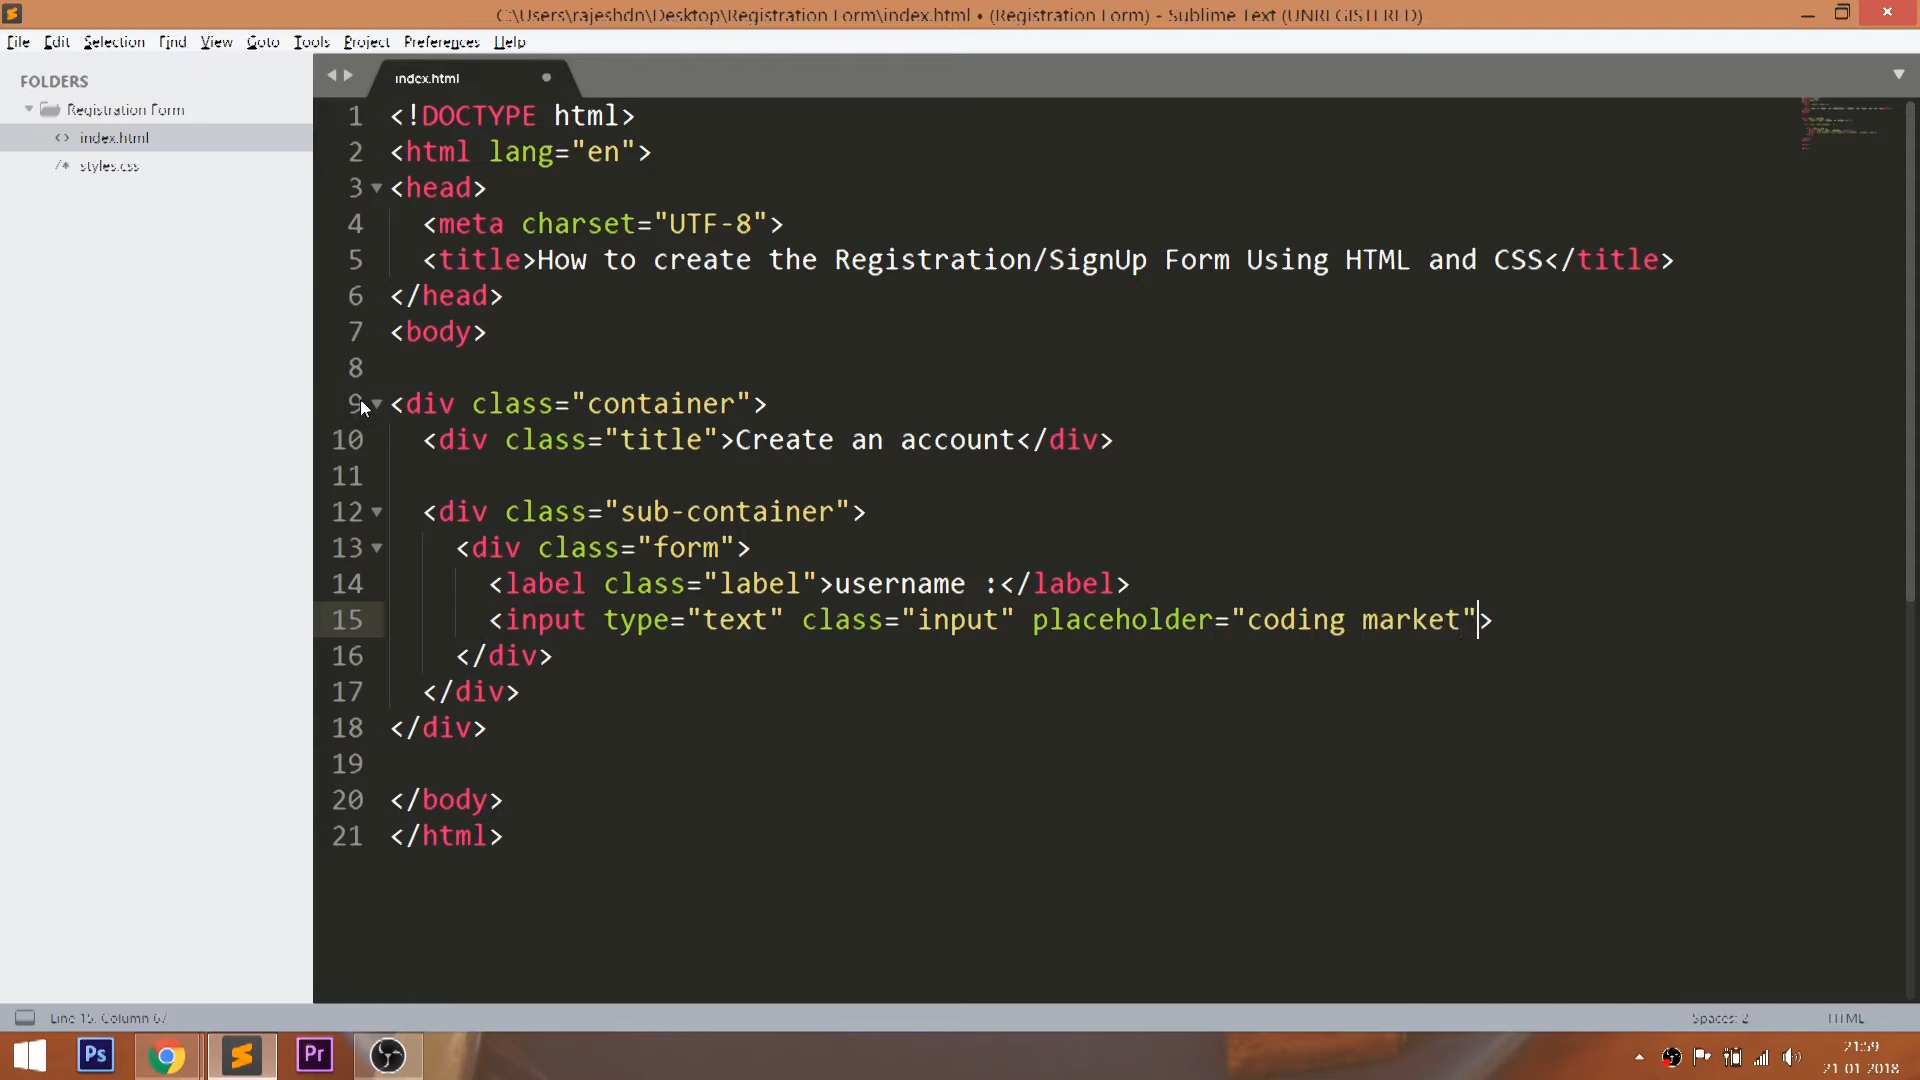 C:\Users\rajeshdn\Desktop\Registration Form\index.html • (Registration Form) - Sublime Text (UNREGISTERED)
File Edit Selection Find View Goto Tools Project Preferences Help
FOLDERS
Registration Form
<> index.html
/* styles.css
index.html
1 <!DOCTYPE html>
2 <html lang="en">
3 <head>
4 <meta charset="UTF-8">
5 <title>How to create the Registration/SignUp Form Using HTML and CSS</title>
6 </head>
7 <body>
8
9 <div class="container">
10 <div class="title">Create an account</div>
11
12 <div class="sub-container">
13 <div class="form">
14 <label class="label">username :</label>
15 <input type="text" class="input" placeholder="coding market">
16 </div>
17 </div>
18 </div>
19
20 </body>
21 </html>
Line 15, Column 67
Spaces: 2
HTML
Ps
Pr
21:59
21-01-2018